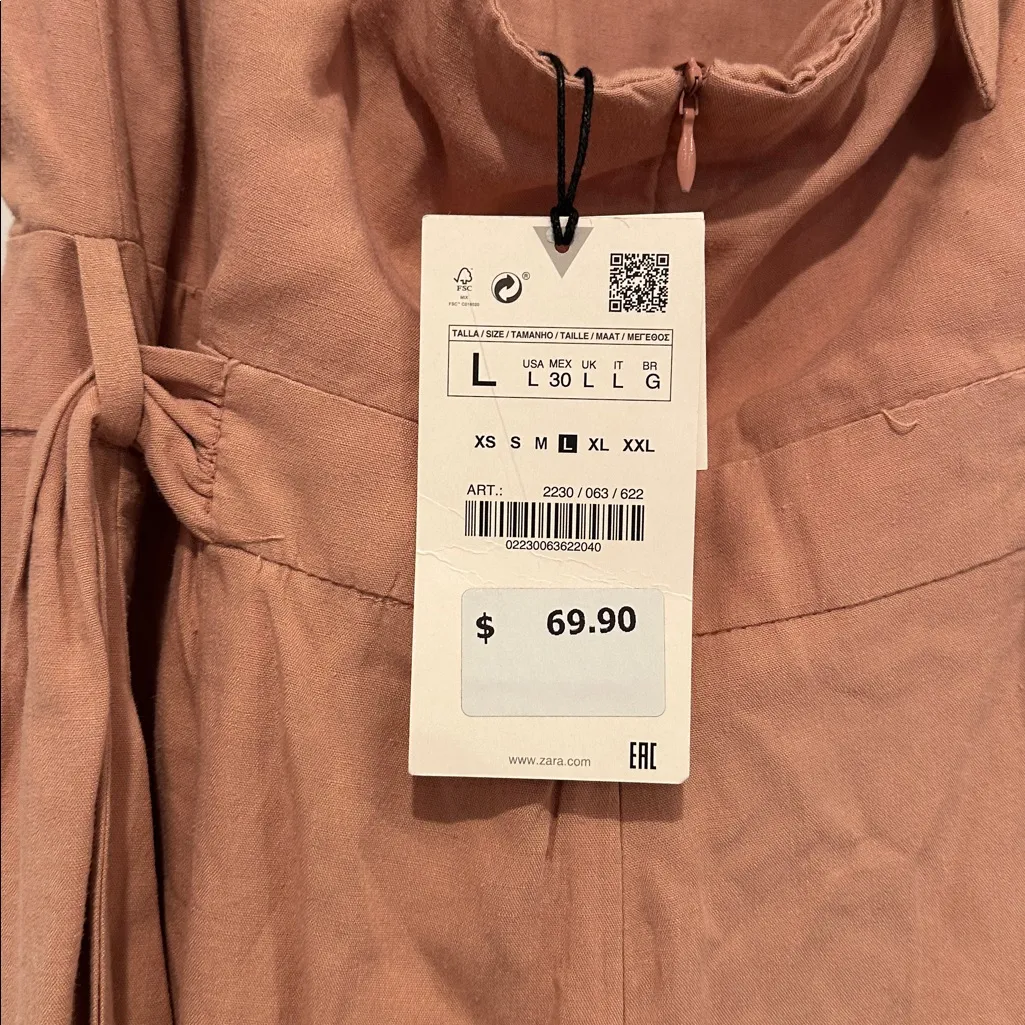 FSC
MIX
TALLA / SIZE / TAMANHO / TAILLE / MAAT / ΜΕΓΕΘΟΣ
L
USA MEX UK IT BR
L 30 L L G
XS S M L XL XXL
ART.: 2230 / 063 / 622
02230063622040
$ 69.90
www.zara.com
EAC